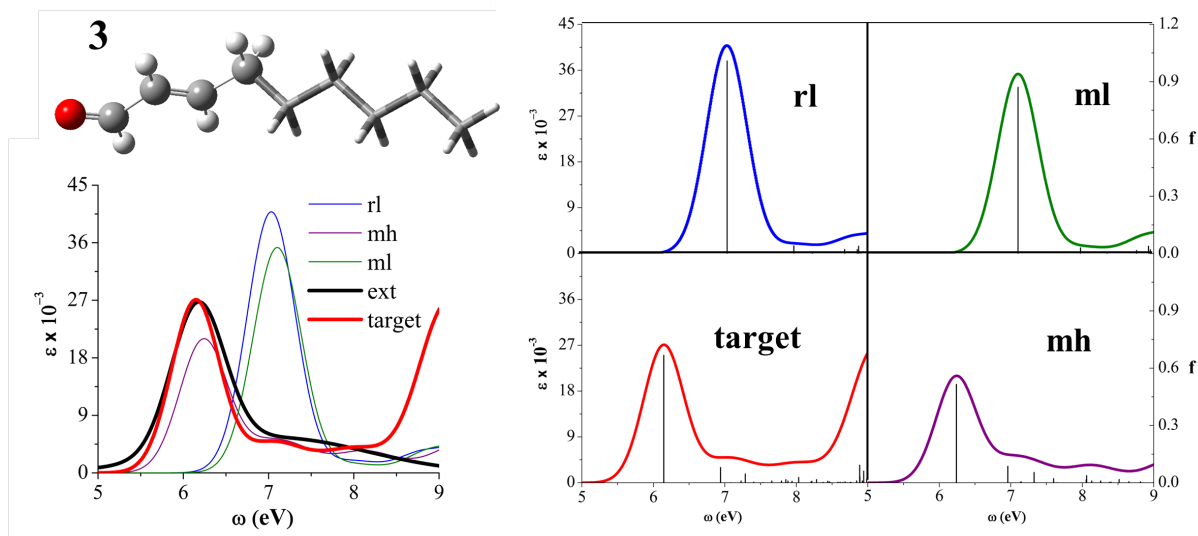 3
45
36
27
18
9
0
ε x 10⁻³
rl
mh
ml
ext
target
5 6 7 8 9
ω (eV)
45
36
27
18
9
0
ε x 10⁻³
rl
ml
1.2
0.9
0.6
0.3
0.0
f
36
27
18
9
0
ε x 10⁻³
target
mh
0.9
0.6
0.3
0.0
f
5 6 7 8 5 6 7 8 9
ω (eV) ω (eV)